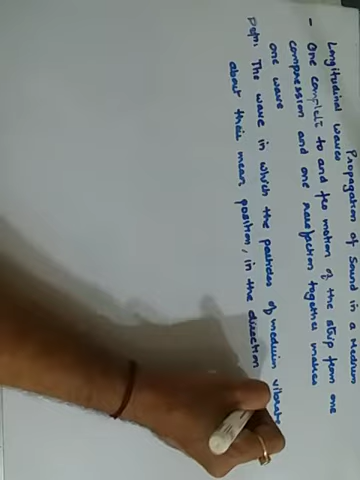 Propagation of Sound in a Medium
Longitudinal waves
- One complete to and fro motion of the strip from one
compression and one rarefaction together makes
one wave
Defn: The wave in which the particles of medium vibrate
about their mean position, in the direction